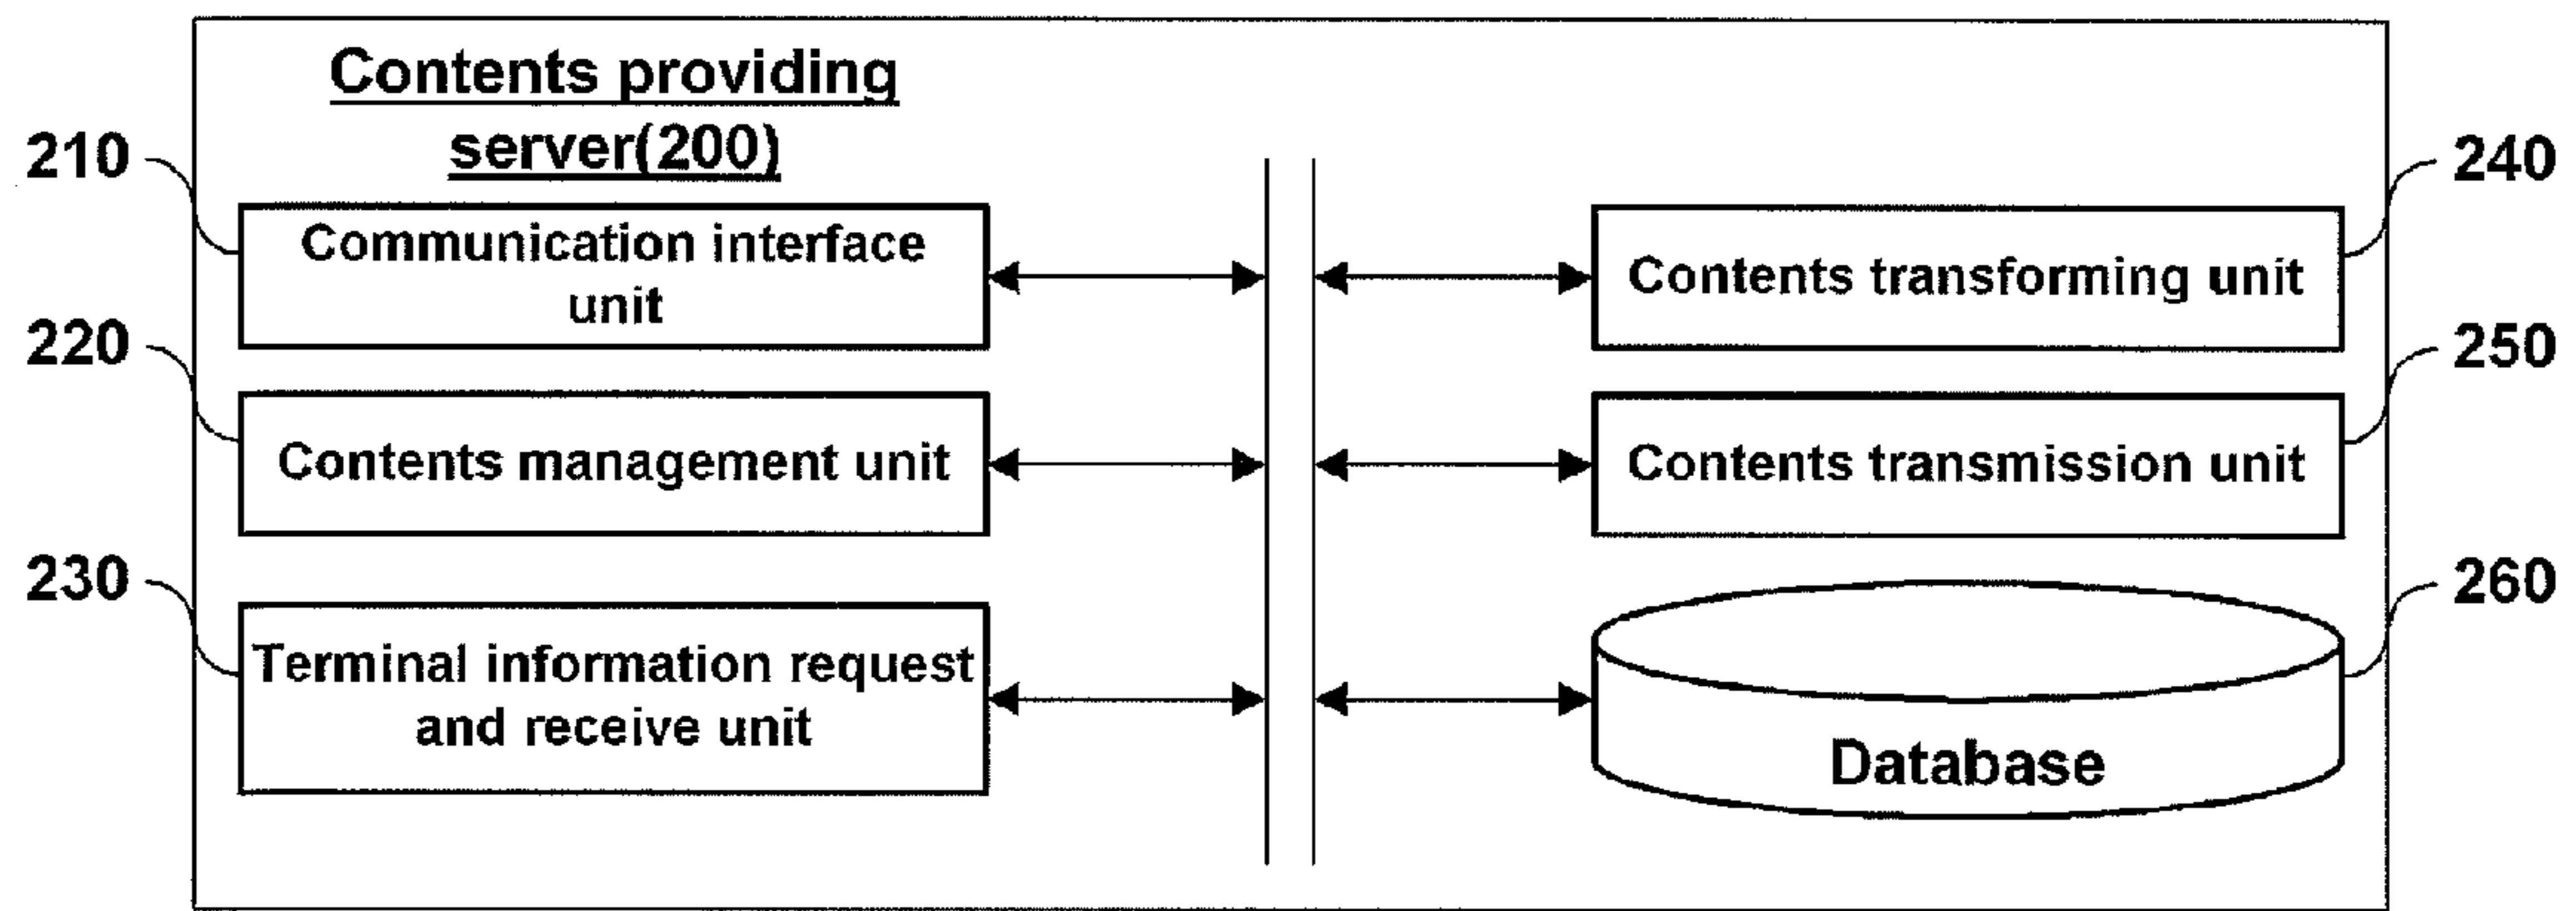 Contents providing
server(200)
210
Communication interface
unit
220
Contents management unit
230
Terminal information request
and receive unit
240
Contents transforming unit
250
Contents transmission unit
260
Database